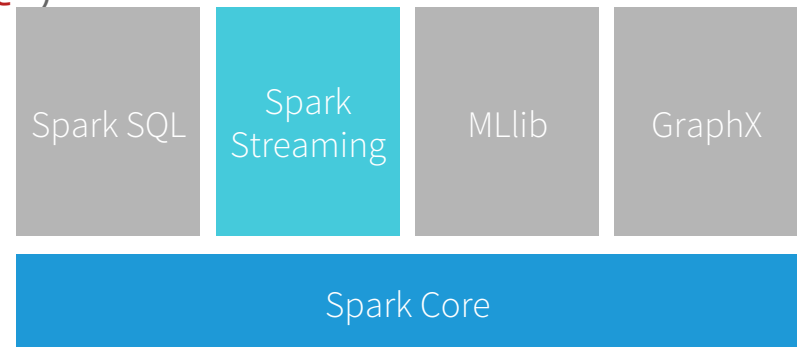 Spark SQL
Spark
Streaming
MLlib
GraphX
Spark Core